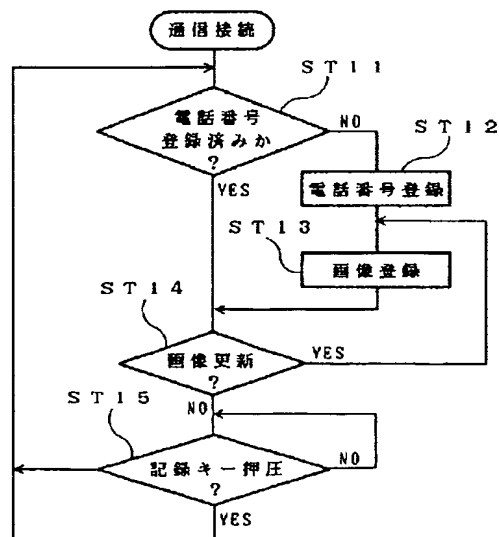 通信接続
ST11
電話番号
登録済みか
?
NO
ST12
YES
電話番号登録
ST13
画像登録
ST14
画像更新
?
YES
NO
ST15
記録キー押圧
?
NO
YES